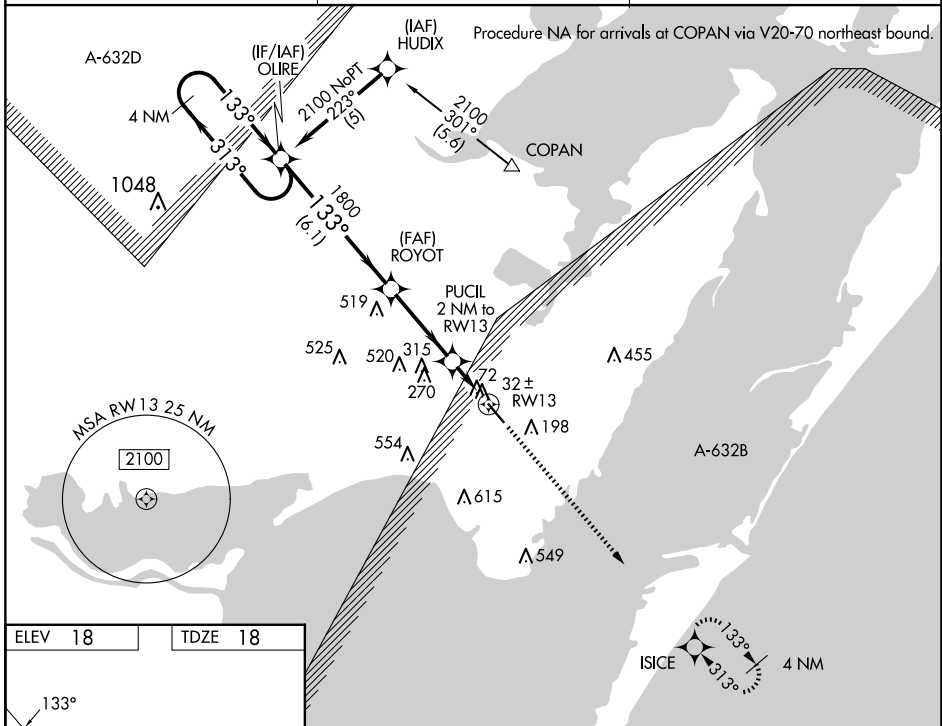 Procedure NA for arrivals at COPAN via V20-70 northeast bound.
(IAF)
HUDIX
A-632D
(IF/IAF)
OLIRE
2100 NoPT
223°
(5)
2100
301°
(5.6)
COPAN
4 NM
133°
313°
1048
1800
133°
(6.1)
(FAF)
ROYOT
519
PUCIL
2 NM to
RW13
525
520
315
270
72
32 ±
RW13
455
198
554
A-632B
615
549
MSA RW13 25 NM
2100
ELEV 18
TDZE 18
133°
ISICE
133°
313°
4 NM